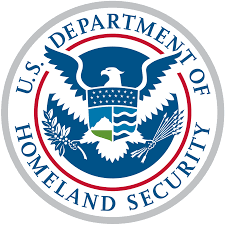 U.S. DEPARTMENT OF
HOMELAND SECURITY